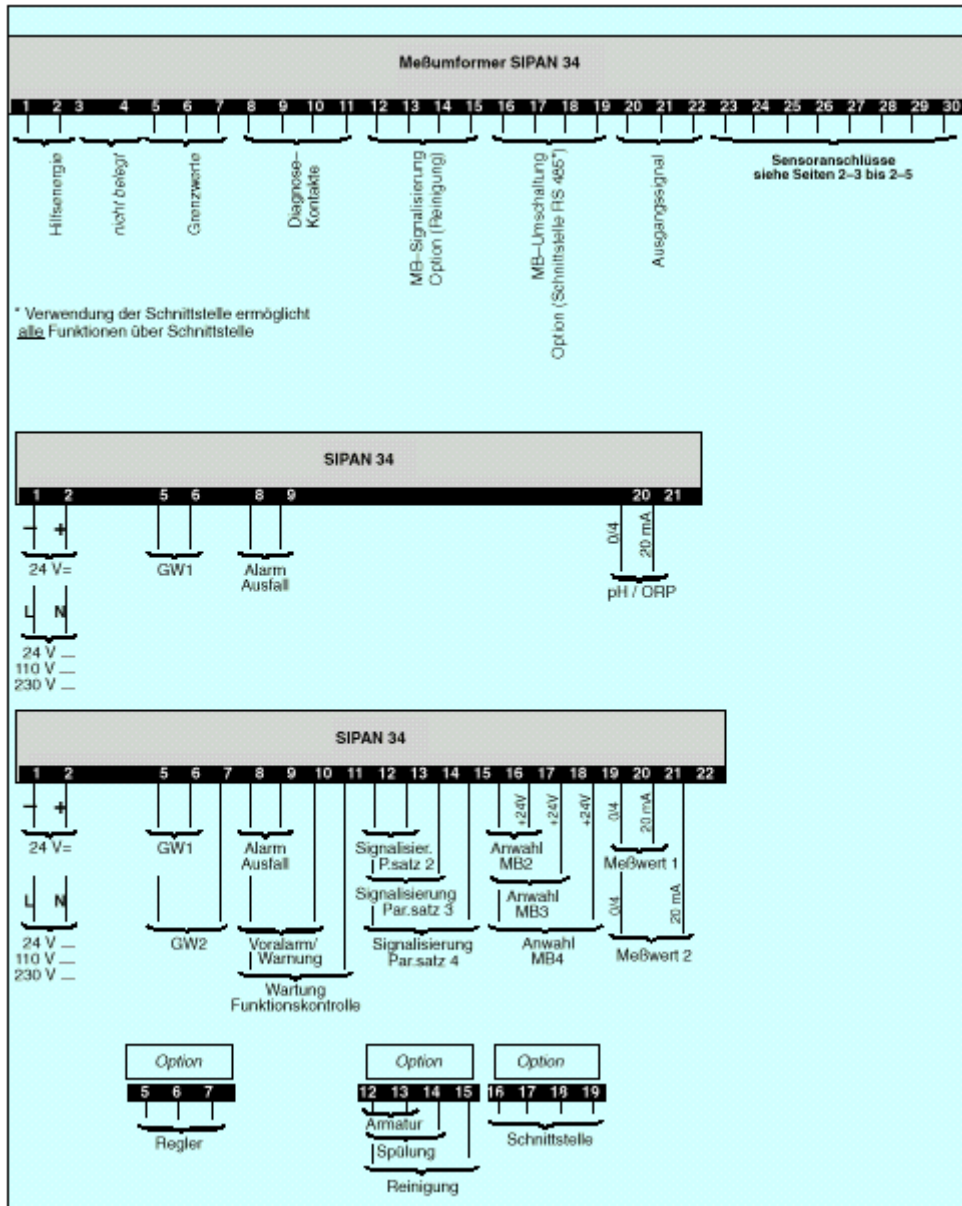 Meßumformer SIPAN 34
1 2 3 4 5 6 7 8 9 10 11 12 13 14 15 16 17 18 19 20 21 22 23 24 25 26 27 28 29 30
Hilfsenergie
nicht belegt
Grenzwerte
Diagnose–
Kontakte
MB–Signalisierung
Option (Reinigung)
MB–Umschaltung
Option (Schnittstelle RS 485*)
Ausgangssignal
Sensoranschlüsse
siehe Seiten 2–3 bis 2–5
* Verwendung der Schnittstelle ermöglicht
alle Funktionen über Schnittstelle
SIPAN 34
1 2 5 6 8 9 20 21
– + 0/4 20 mA
24 V= GW1 Alarm
Ausfall
pH / ORP
L N
24 V
110 V
230 V
SIPAN 34
1 2 5 6 7 8 9 10 11 12 13 14 15 16 17 18 19 20 21 22
– + +24V +24V +24V 0/4 20 mA
24 V= GW1 Alarm
Ausfall
Signalisier.
P.satz 2
Anwahl
MB2
Meßwert 1
Signalisierung
Par.satz 3
Anwahl
MB3
L N 0/4 20 mA
24 V
110 V
230 V
GW2
Voralarm/
Warnung
Signalisierung
Par.satz 4
Anwahl
MB4
Meßwert 2
Wartung
Funktionskontrolle
Option Option Option
5 6 7 12 13 14 15 16 17 18 19
Regler
Armatur
Schnittstelle
Spülung
Reinigung